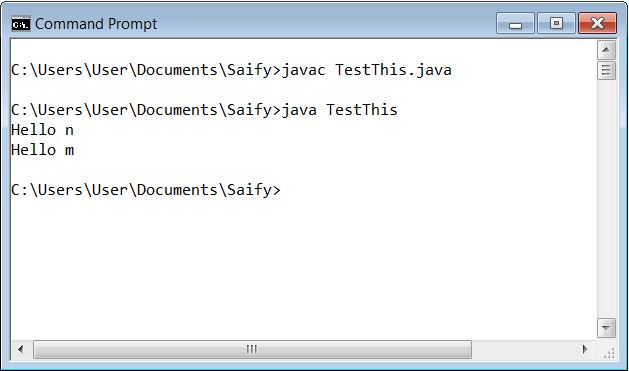 Command Prompt
C:\Users\User\Documents\Saify>javac TestThis.java
C:\Users\User\Documents\Saify>java TestThis
Hello n
Hello m
C:\Users\User\Documents\Saify>